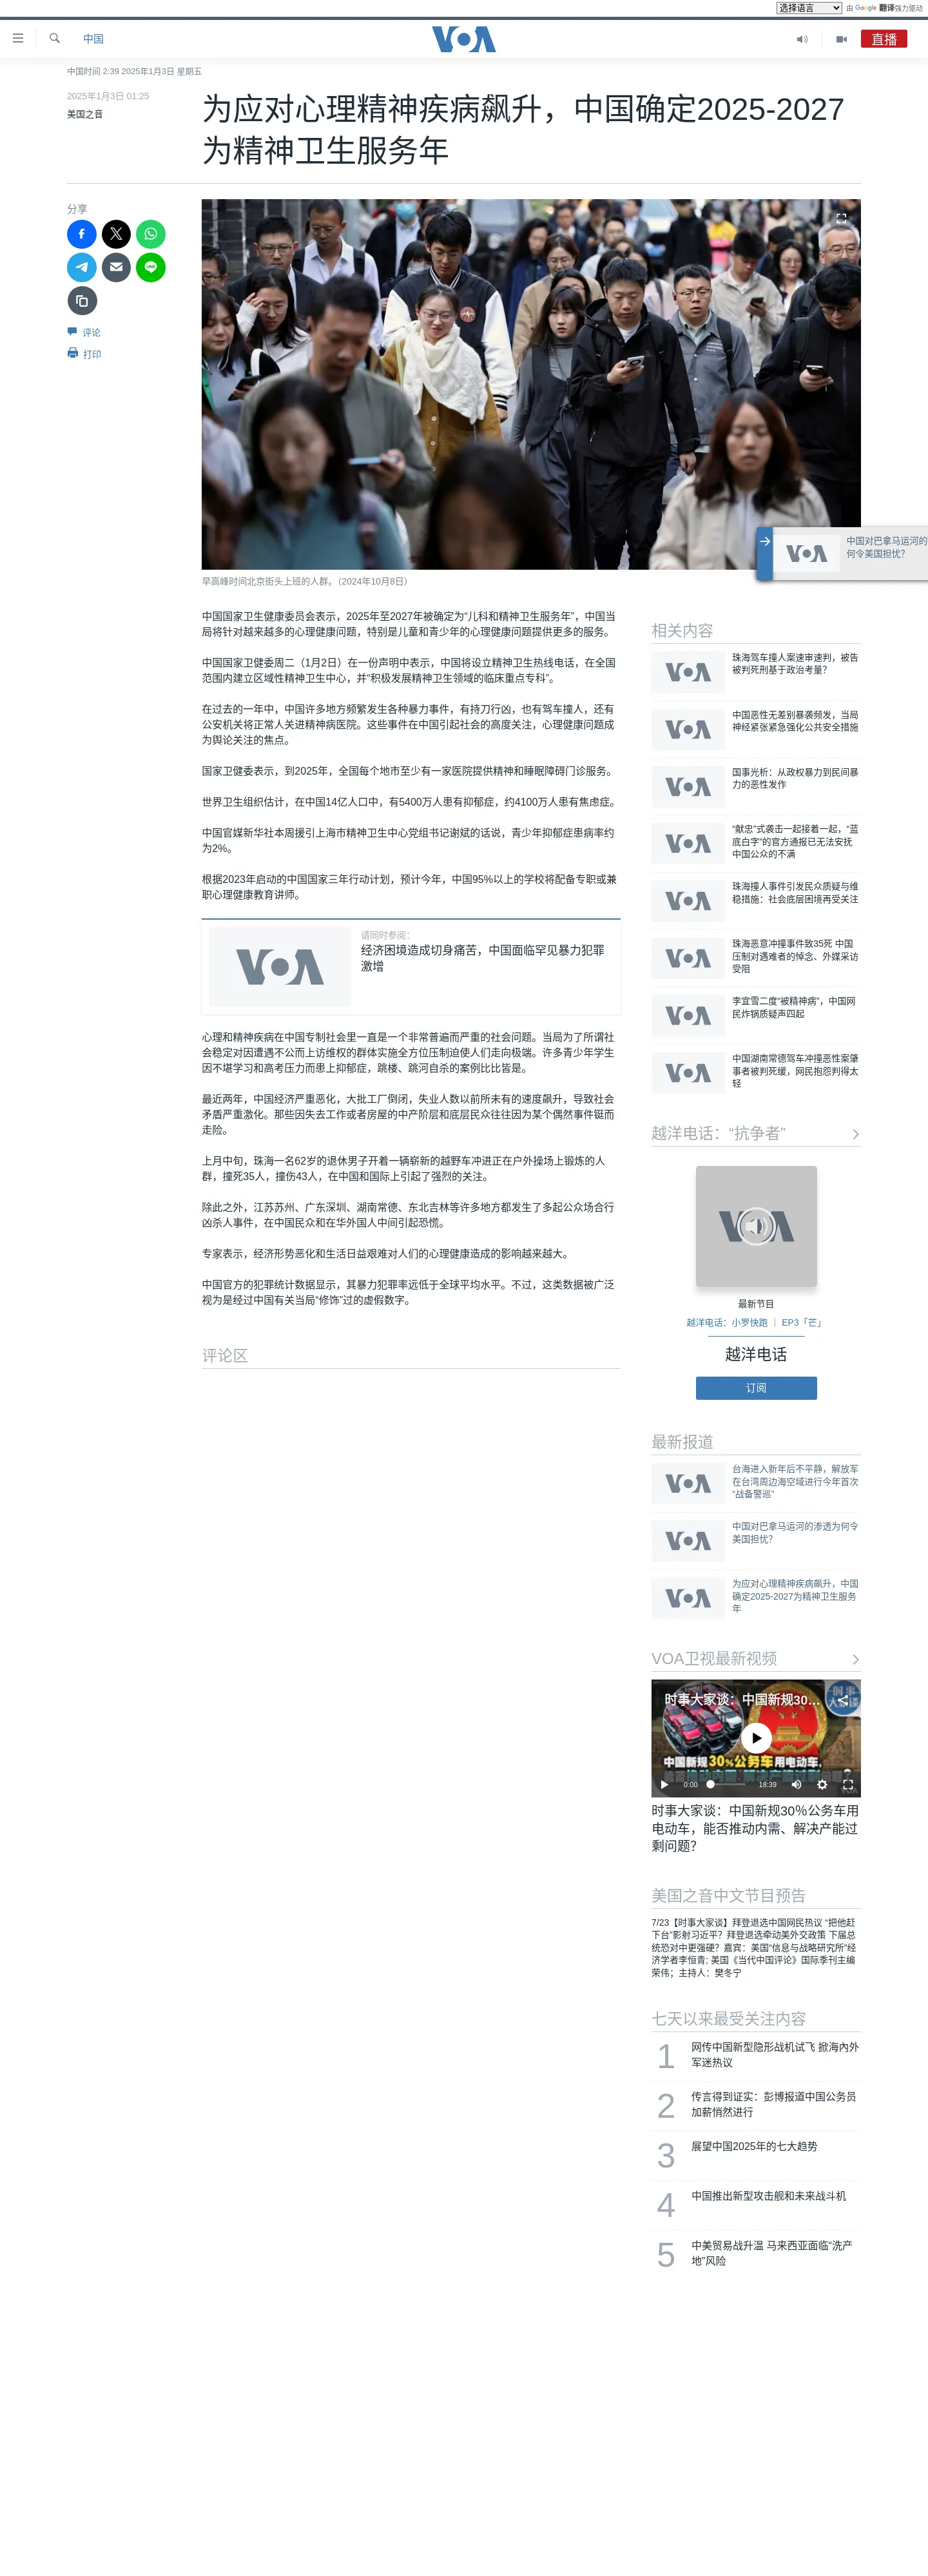 选择语言 由 Google 翻译强力驱动
中国
VOA
直播
中国时间 2:39 2025年1月3日 星期五
2025年1月3日 01:25
美国之音
为应对心理精神疾病飙升，中国确定2025-2027
为精神卫生服务年
分享
评论
打印
早高峰时间北京街头上班的人群。（2024年10月8日）
中国对巴拿马运河的
何令美国担忧？
中国国家卫生健康委员会表示，2025年至2027年被确定为“儿科和精神卫生服务年”，中国当
局将针对越来越多的心理健康问题，特别是儿童和青少年的心理健康问题提供更多的服务。
中国国家卫健委周二（1月2日）在一份声明中表示，中国将设立精神卫生热线电话，在全国
范围内建立区域性精神卫生中心，并“积极发展精神卫生领域的临床重点专科”。
在过去的一年中，中国许多地方频繁发生各种暴力事件，有持刀行凶，也有驾车撞人，还有
公安机关将正常人关进精神病医院。这些事件在中国引起社会的高度关注，心理健康问题成
为舆论关注的焦点。
国家卫健委表示，到2025年，全国每个地市至少有一家医院提供精神和睡眠障碍门诊服务。
世界卫生组织估计，在中国14亿人口中，有5400万人患有抑郁症，约4100万人患有焦虑症。
中国官媒新华社本周援引上海市精神卫生中心党组书记谢斌的话说，青少年抑郁症患病率约
为2%。
根据2023年启动的中国国家三年行动计划，预计今年，中国95%以上的学校将配备专职或兼
职心理健康教育讲师。
VOA
请同时参阅：
经济困境造成切身痛苦，中国面临罕见暴力犯罪
激增
心理和精神疾病在中国专制社会里一直是一个非常普遍而严重的社会问题。当局为了所谓社
会稳定对因遭遇不公而上访维权的群体实施全方位压制迫使人们走向极端。许多青少年学生
因不堪学习和高考压力而患上抑郁症，跳楼、跳河自杀的案例比比皆是。
最近两年，中国经济严重恶化，大批工厂倒闭，失业人数以前所未有的速度飙升，导致社会
矛盾严重激化。那些因失去工作或者房屋的中产阶层和底层民众往往因为某个偶然事件铤而
走险。
上月中旬，珠海一名62岁的退休男子开着一辆崭新的越野车冲进正在户外操场上锻炼的人
群，撞死35人，撞伤43人，在中国和国际上引起了强烈的关注。
除此之外，江苏苏州、广东深圳、湖南常德、东北吉林等许多地方都发生了多起公众场合行
凶杀人事件，在中国民众和在华外国人中间引起恐慌。
专家表示，经济形势恶化和生活日益艰难对人们的心理健康造成的影响越来越大。
中国官方的犯罪统计数据显示，其暴力犯罪率远低于全球平均水平。不过，这类数据被广泛
视为是经过中国有关当局“修饰”过的虚假数字。
评论区
相关内容
珠海驾车撞人案速审速判，被告
被判死刑基于政治考量？
中国恶性无差别暴袭频发，当局
神经紧张紧急强化公共安全措施
国事光析：从政权暴力到民间暴
力的恶性发作
“献忠”式袭击一起接着一起，“蓝
底白字”的官方通报已无法安抚
中国公众的不满
珠海撞人事件引发民众质疑与维
稳措施：社会底层困境再受关注
珠海恶意冲撞事件致35死 中国
压制对遇难者的悼念、外媒采访
受阻
李宜雪二度“被精神病”，中国网
民炸锅质疑声四起
中国湖南常德驾车冲撞恶性案肇
事者被判死缓，网民抱怨判得太
轻
越洋电话：“抗争者”
最新节目
越洋电话：小罗快跑 ｜ EP3「芒」
越洋电话
订阅
最新报道
台海进入新年后不平静，解放军
在台湾周边海空域进行今年首次
“战备警巡”
中国对巴拿马运河的渗透为何令
美国担忧？
为应对心理精神疾病飙升，中国
确定2025-2027为精神卫生服务
年
VOA卫视最新视频
时事大家谈：中国新规30...
中国新规30%公务车用电动车,
0:00 18:39
时事大家谈：中国新规30％公务车用
电动车，能否推动内需、解决产能过
剩问题？
美国之音中文节目预告
7/23【时事大家谈】拜登退选中国网民热议 “把他赶
下台”影射习近平？拜登退选牵动美外交政策 下届总
统恐对中更强硬？嘉宾：美国“信息与战略研究所”经
济学者李恒青; 美国《当代中国评论》国际季刊主编
荣伟；主持人：樊冬宁
七天以来最受关注内容
1 网传中国新型隐形战机试飞 掀海内外
军迷热议
2 传言得到证实：彭博报道中国公务员
加薪悄然进行
3 展望中国2025年的七大趋势
4 中国推出新型攻击舰和未来战斗机
5 中美贸易战升温 马来西亚面临“洗产
地”风险